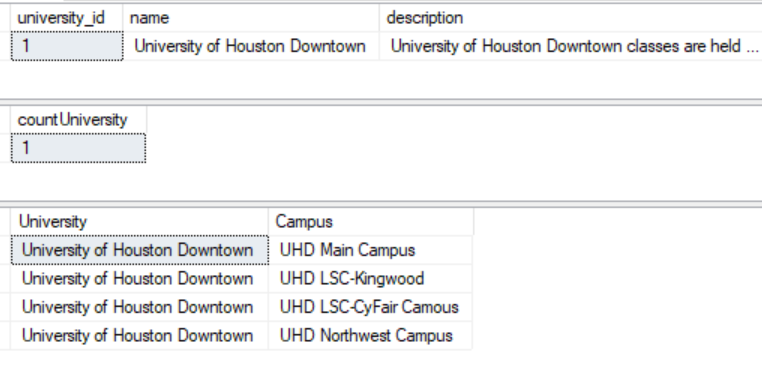 university_id name description
1 University of Houston Downtown University of Houston Downtown classes are held ...
countUniversity
1
University Campus
University of Houston Downtown UHD Main Campus
University of Houston Downtown UHD LSC-Kingwood
University of Houston Downtown UHD LSC-CyFair Camous
University of Houston Downtown UHD Northwest Campus